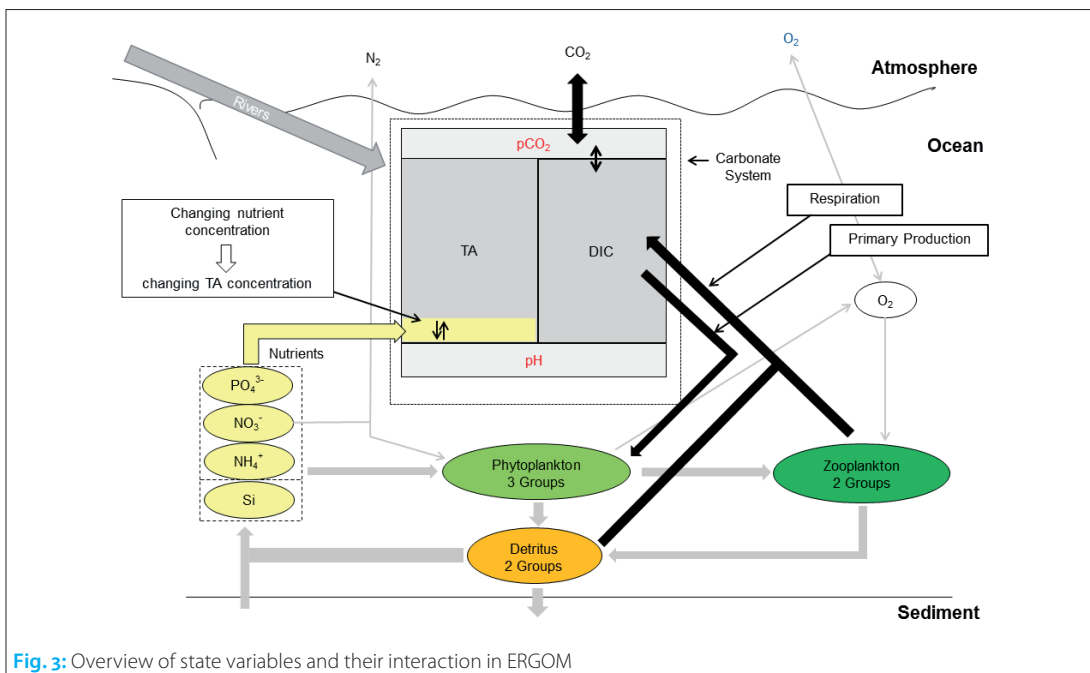 N₂
CO₂
O₂
Atmosphere
Rivers
Ocean
pCO₂
Carbonate
System
Respiration
Changing nutrient
concentration
changing TA concentration
TA
DIC
Primary Production
O₂
Nutrients
pH
PO₄³⁻
NO₃⁻
NH₄⁺
Si
Phytoplankton
3 Groups
Zooplankton
2 Groups
Detritus
2 Groups
Sediment
Fig. 3: Overview of state variables and their interaction in ERGOM